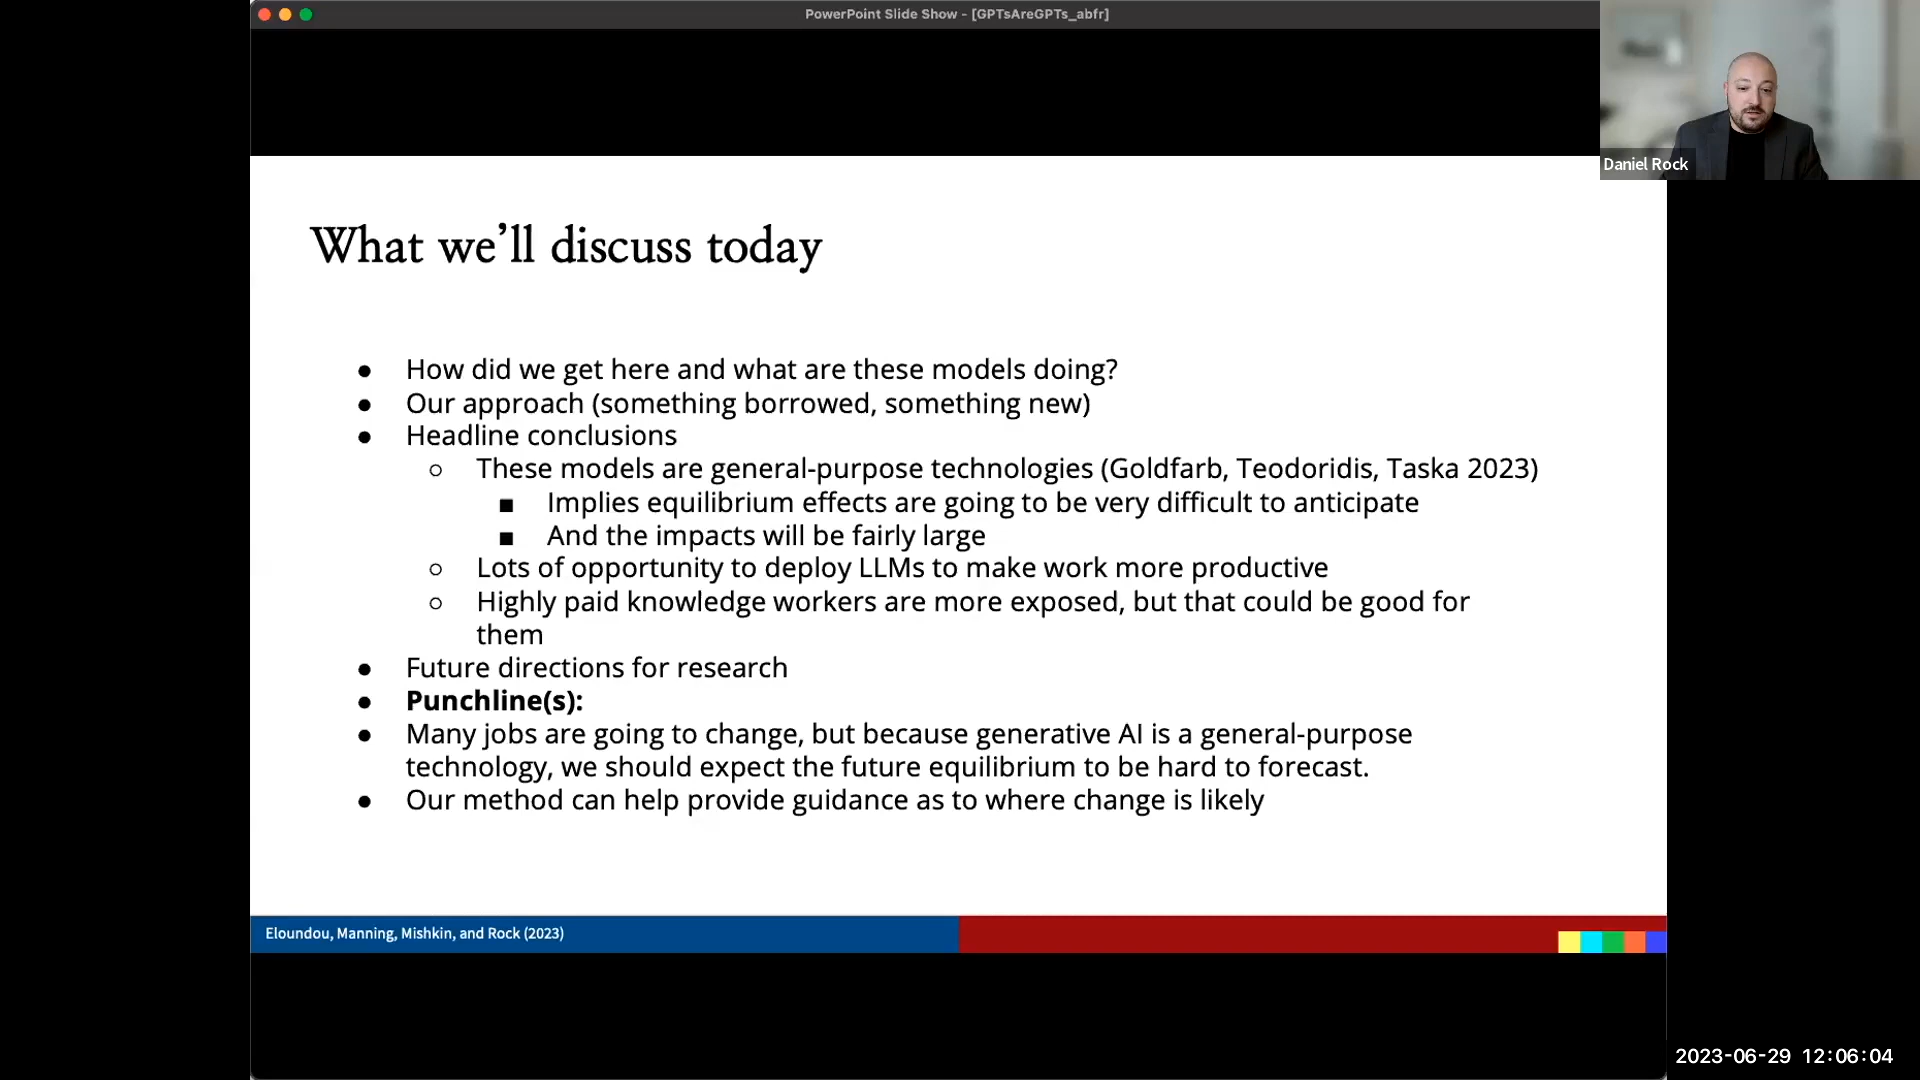 PowerPoint Slide Show - [GPTsAreGPTs_abfr]
Daniel Rock
What we’ll discuss today
● How did we get here and what are these models doing?
● Our approach (something borrowed, something new)
● Headline conclusions
○ These models are general-purpose technologies (Goldfarb, Teodoridis, Taska 2023)
■ Implies equilibrium effects are going to be very difficult to anticipate
■ And the impacts will be fairly large
○ Lots of opportunity to deploy LLMs to make work more productive
○ Highly paid knowledge workers are more exposed, but that could be good for
them
● Future directions for research
● Punchline(s):
● Many jobs are going to change, but because generative AI is a general-purpose
technology, we should expect the future equilibrium to be hard to forecast.
● Our method can help provide guidance as to where change is likely
Eloundou, Manning, Mishkin, and Rock (2023)
2023-06-29 12:06:04